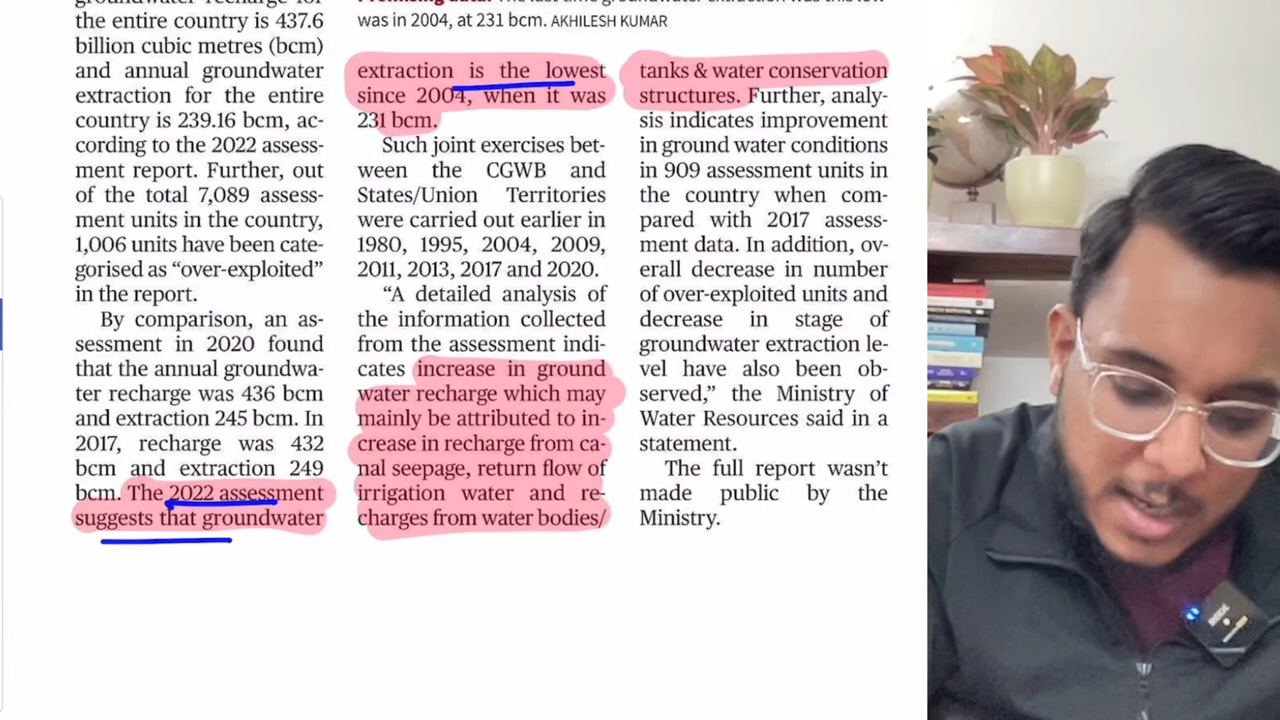 groundwater recharge for
the entire country is 437.6
billion cubic metres (bcm)
and annual groundwater
extraction for the entire
country is 239.16 bcm, ac-
cording to the 2022 assess-
ment report. Further, out
of the total 7,089 assess-
ment units in the country,
1,006 units have been cate-
gorised as “over-exploited”
in the report.
By comparison, an as-
sessment in 2020 found
that the annual groundwa-
ter recharge was 436 bcm
and extraction 245 bcm. In
2017, recharge was 432
bcm and extraction 249
bcm. The 2022 assessment
suggests that groundwater
was in 2004, at 231 bcm. AKHILESH KUMAR
extraction is the lowest
since 2004, when it was
231 bcm.
Such joint exercises bet-
ween the CGWB and
States/Union Territories
were carried out earlier in
1980, 1995, 2004, 2009,
2011, 2013, 2017 and 2020.
“A detailed analysis of
the information collected
from the assessment indi-
cates increase in ground
water recharge which may
mainly be attributed to in-
crease in recharge from ca-
nal seepage, return flow of
irrigation water and re-
charges from water bodies/
tanks & water conservation
structures. Further, analy-
sis indicates improvement
in ground water conditions
in 909 assessment units in
the country when com-
pared with 2017 assess-
ment data. In addition, ov-
erall decrease in number
of over-exploited units and
decrease in stage of
groundwater extraction le-
vel have also been ob-
served,” the Ministry of
Water Resources said in a
statement.
The full report wasn’t
made public by the
Ministry.
RØDE